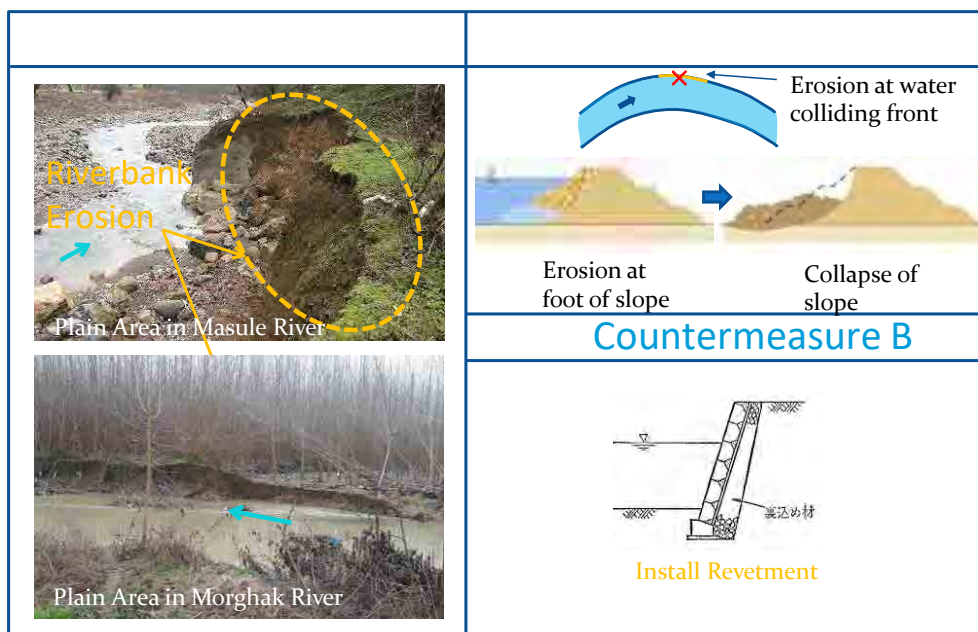 Riverbank
Erosion
Plain Area in Masule River
Plain Area in Morghak River
Erosion at water
colliding front
Erosion at
foot of slope
Collapse of
slope
Countermeasure B
裏込め材
Install Revetment